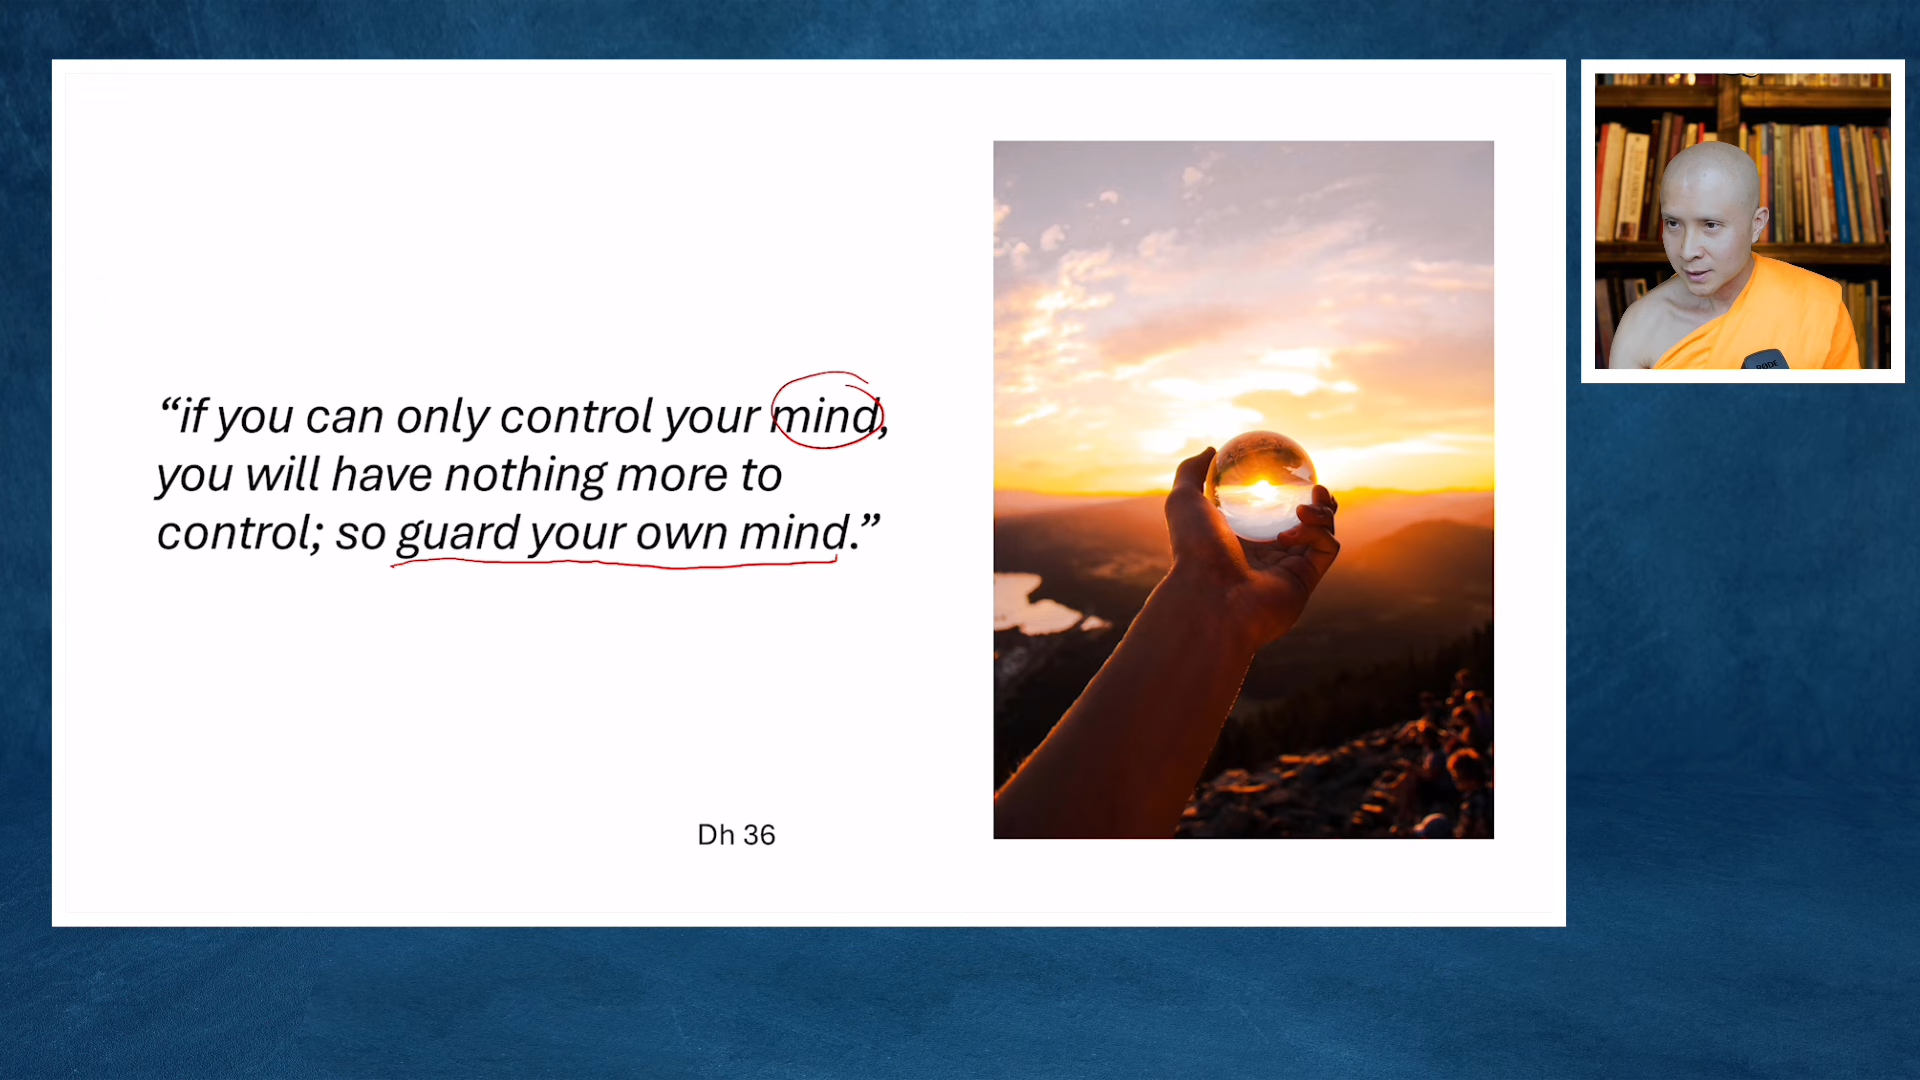 “if you can only control your mind,
you will have nothing more to
control; so guard your own mind.”
Dh 36
RODE